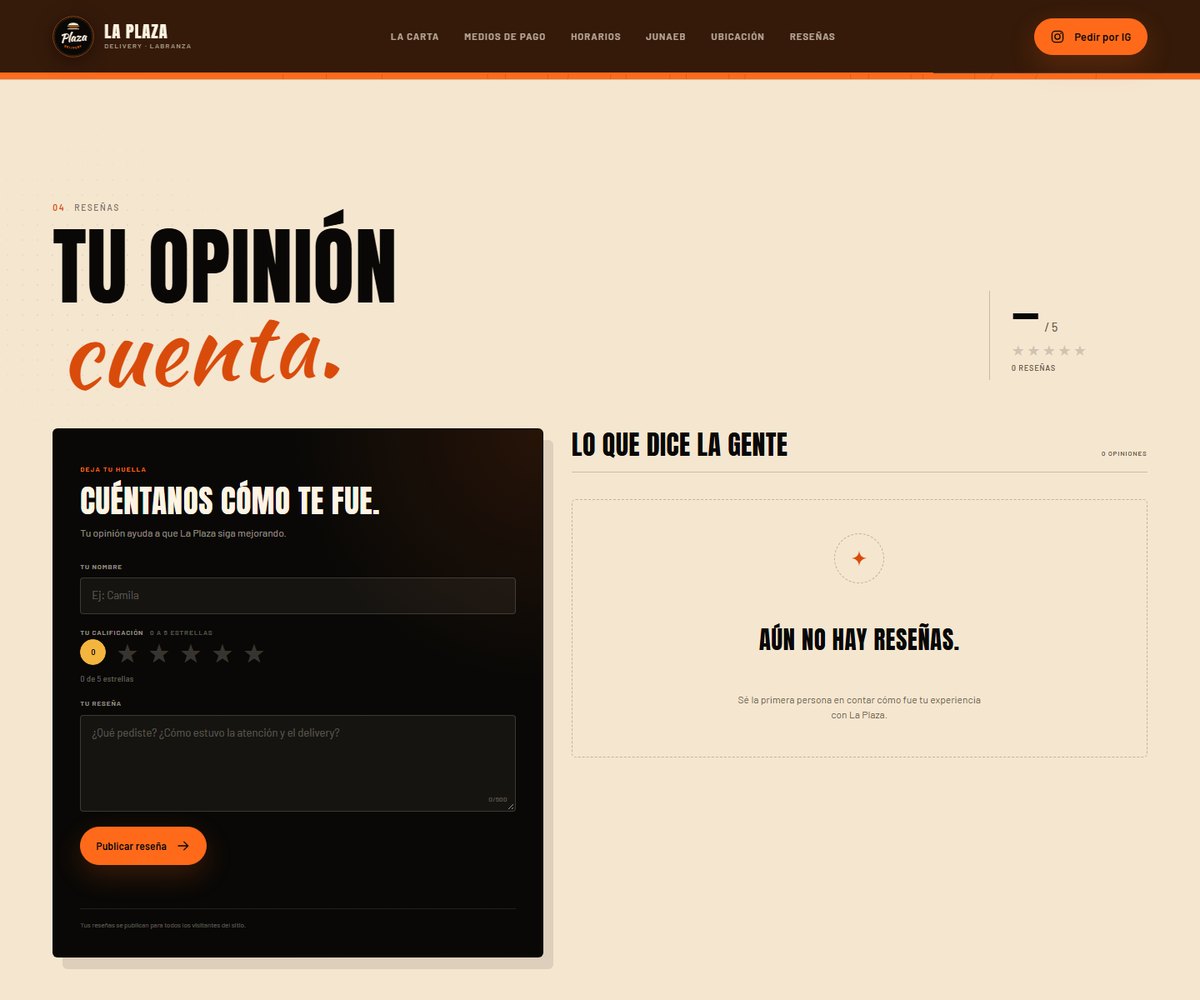 Plaza
DELIVERY
LA PLAZA
DELIVERY · LABRANZA
LA CARTA
MEDIOS DE PAGO
HORARIOS
JUNAEB
UBICACIÓN
RESEÑAS
Pedir por IG
04 RESEÑAS
TU OPINIÓN
cuenta.
— / 5
★★★★★
0 RESEÑAS
DEJA TU HUELLA
CUÉNTANOS CÓMO TE FUE.
Tu opinión ayuda a que La Plaza siga mejorando.
TU NOMBRE
Ej: Camila
TU CALIFICACIÓN 0 A 5 ESTRELLAS
0 ★ ★ ★ ★ ★
0 de 5 estrellas
TU RESEÑA
¿Qué pediste? ¿Cómo estuvo la atención y el delivery?
0/500
Publicar reseña →
Tus reseñas se publican para todos los visitantes del sitio.
LO QUE DICE LA GENTE
0 OPINIONES
AÚN NO HAY RESEÑAS.
Sé la primera persona en contar cómo fue tu experiencia
con La Plaza.